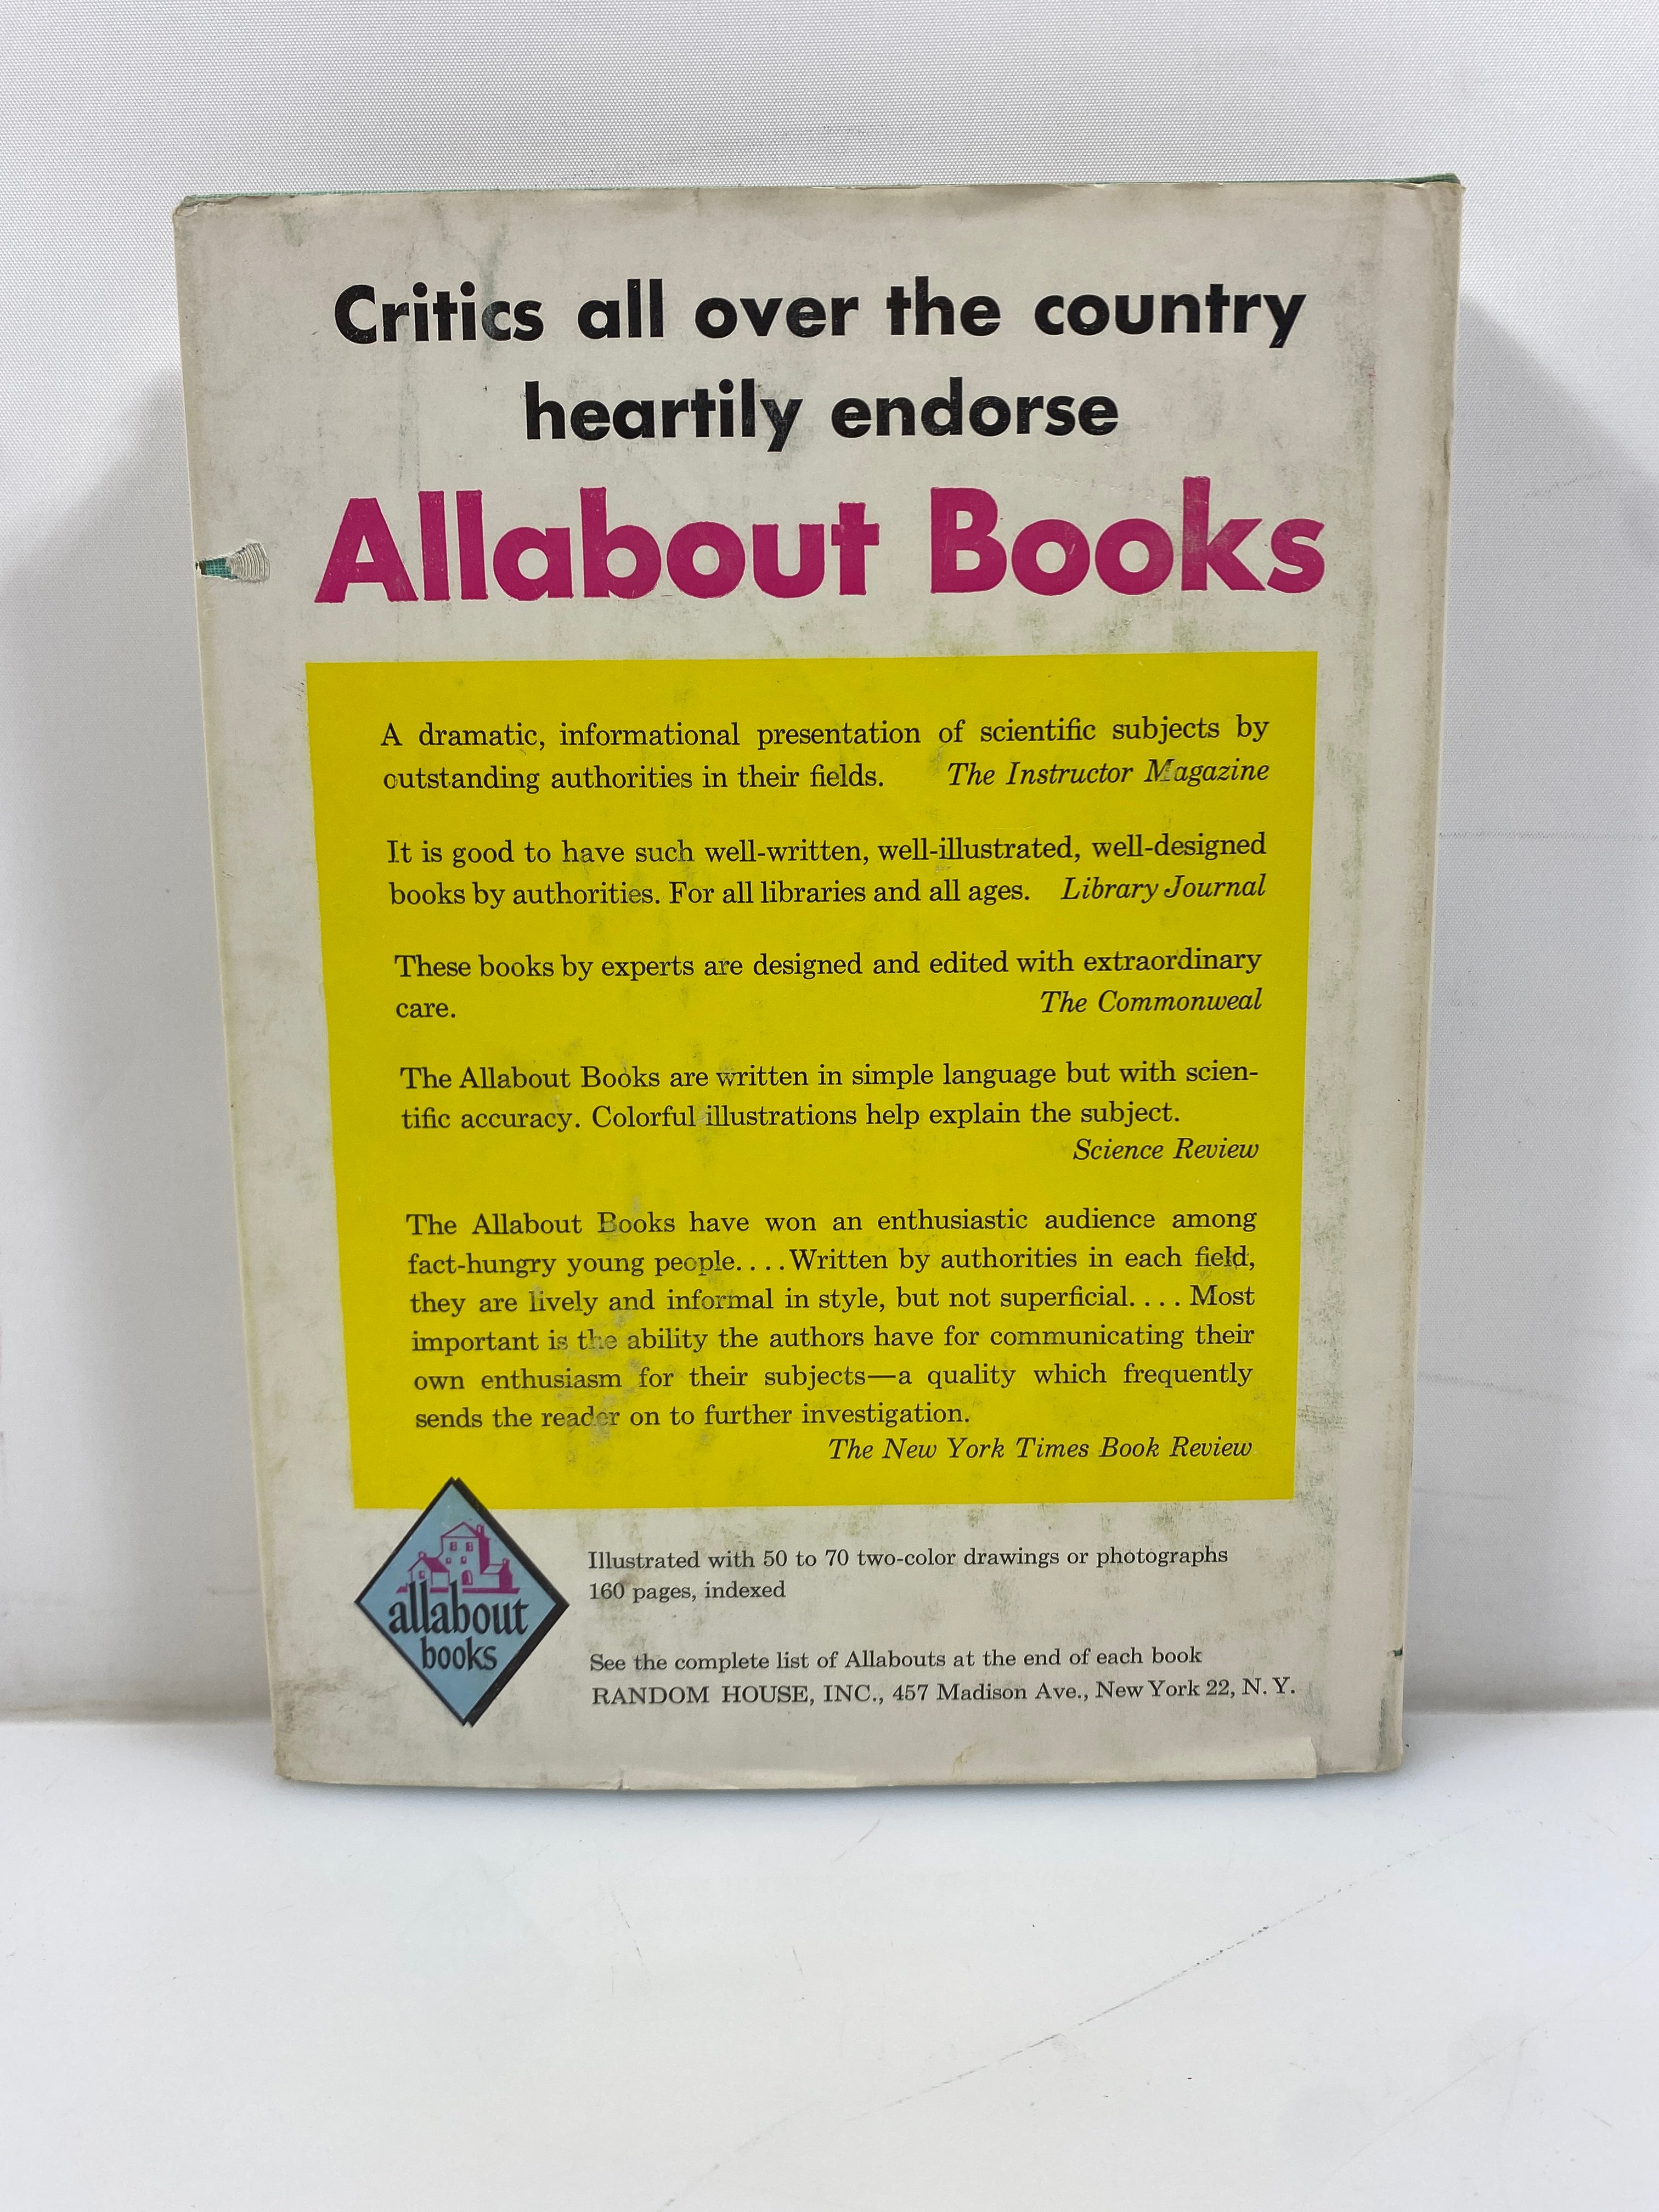 Critics all over the country
heartily endorse
Allabout Books
A dramatic, informational presentation of scientific subjects by
outstanding authorities in their fields. The Instructor Magazine
It is good to have such well-written, well-illustrated, well-designed
books by authorities. For all libraries and all ages. Library Journal
These books by experts are designed and edited with extraordinary
care. The Commonweal
The Allabout Books are written in simple language but with scien-
tific accuracy. Colorful illustrations help explain the subject.
Science Review
The Allabout Books have won an enthusiastic audience among
fact-hungry young people. . . . Written by authorities in each field,
they are lively and informal in style, but not superficial. . . . Most
important is the ability the authors have for communicating their
own enthusiasm for their subjects—a quality which frequently
sends the reader on to further investigation.
The New York Times Book Review
allabout
books
Illustrated with 50 to 70 two-color drawings or photographs
160 pages, indexed
See the complete list of Allabouts at the end of each book
RANDOM HOUSE, INC., 457 Madison Ave., New York 22, N. Y.